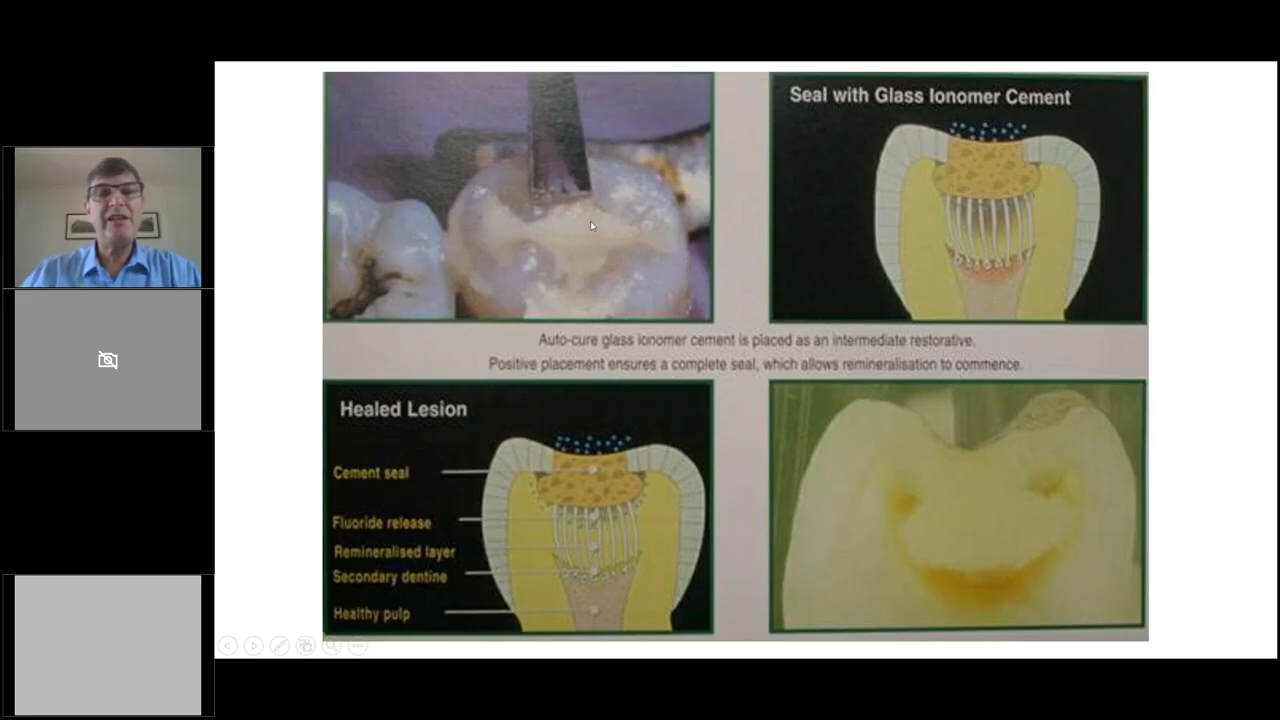 Seal with Glass Ionomer Cement
Auto-cure glass ionomer cement is placed as an intermediate restorative.
Positive placement ensures a complete seal, which allows remineralisation to commence.
Healed Lesion
Cement seal
Fluoride release
Remineralised layer
Secondary dentine
Healthy pulp